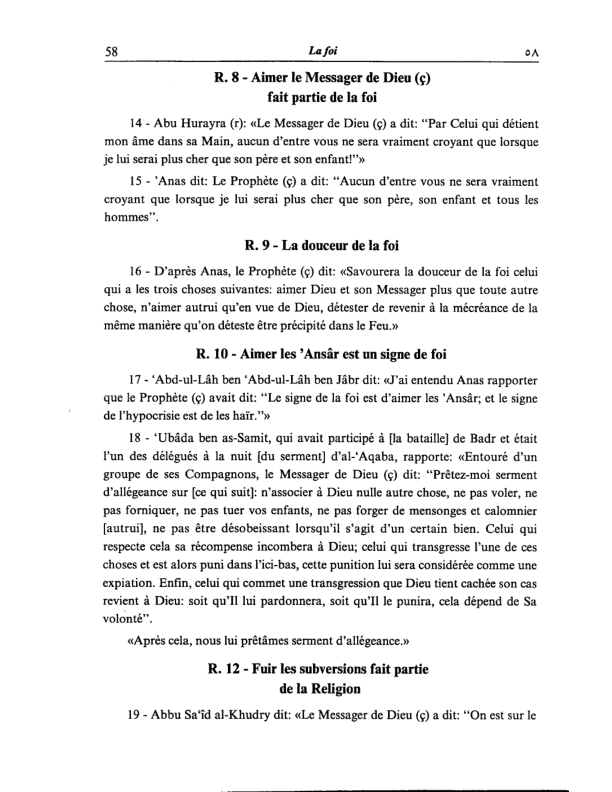 58 La foi ٥٨
R. 8 - Aimer le Messager de Dieu (ç)
fait partie de la foi
14 - Abu Hurayra (r): «Le Messager de Dieu (ç) a dit: “Par Celui qui détient
mon âme dans sa Main, aucun d’entre vous ne sera vraiment croyant que lorsque
je lui serai plus cher que son père et son enfant!”»
15 - ’Anas dit: Le Prophète (ç) a dit: “Aucun d’entre vous ne sera vraiment
croyant que lorsque je lui serai plus cher que son père, son enfant et tous les
hommes”.
R. 9 - La douceur de la foi
16 - D’après Anas, le Prophète (ç) dit: «Savourera la douceur de la foi celui
qui a les trois choses suivantes: aimer Dieu et son Messager plus que toute autre
chose, n’aimer autrui qu’en vue de Dieu, détester de revenir à la mécréance de la
même manière qu’on déteste être précipité dans le Feu.»
R. 10 - Aimer les ’Ansâr est un signe de foi
17 - ‘Abd-ul-Lâh ben ‘Abd-ul-Lâh ben Jâbr dit: «J’ai entendu Anas rapporter
que le Prophète (ç) avait dit: “Le signe de la foi est d’aimer les ’Ansâr; et le signe
de l’hypocrisie est de les haïr.”»
18 - ‘Ubâda ben as-Samit, qui avait participé à [la bataille] de Badr et était
l’un des délégués à la nuit [du serment] d’al-‘Aqaba, rapporte: «Entouré d’un
groupe de ses Compagnons, le Messager de Dieu (ç) dit: “Prêtez-moi serment
d’allégeance sur [ce qui suit]: n’associer à Dieu nulle autre chose, ne pas voler, ne
pas forniquer, ne pas tuer vos enfants, ne pas forger de mensonges et calomnier
[autrui], ne pas être désobeissant lorsqu’il s’agit d’un certain bien. Celui qui
respecte cela sa récompense incombera à Dieu; celui qui transgresse l’une de ces
choses et est alors puni dans l’ici-bas, cette punition lui sera considérée comme une
expiation. Enfin, celui qui commet une transgression que Dieu tient cachée son cas
revient à Dieu: soit qu’Il lui pardonnera, soit qu’Il le punira, cela dépend de Sa
volonté”.
«Après cela, nous lui prêtâmes serment d’allégeance.»
R. 12 - Fuir les subversions fait partie
de la Religion
19 - Abbu Sa‘îd al-Khudry dit: «Le Messager de Dieu (ç) a dit: “On est sur le